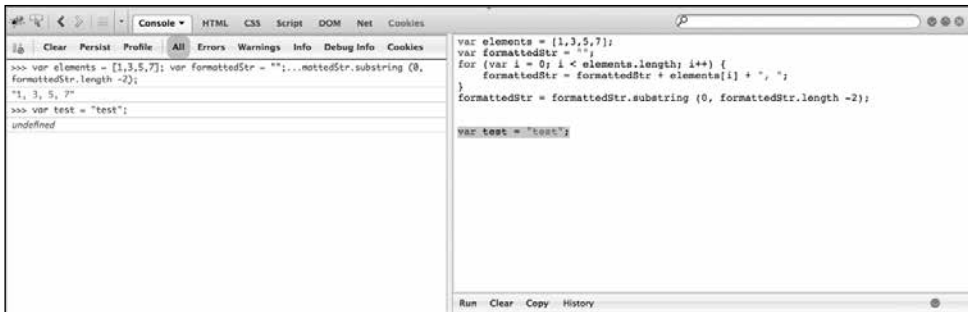 Console HTML CSS Script DOM Net Cookies
Clear Persist Profile All Errors Warnings Info Debug Info Cookies
>>> var elements = [1,3,5,7]; var formattedStr = "";...mattedStr.substring (0,
formattedStr.length -2);
"1, 3, 5, 7"
>>> var test = "test";
undefined
var elements = [1,3,5,7];
var formattedStr = "";
for (var i = 0; i < elements.length; i++) {
formattedStr = formattedStr + elements[i] + ", ";
}
formattedStr = formattedStr.substring (0, formattedStr.length -2);
var test = "test";
Run Clear Copy History